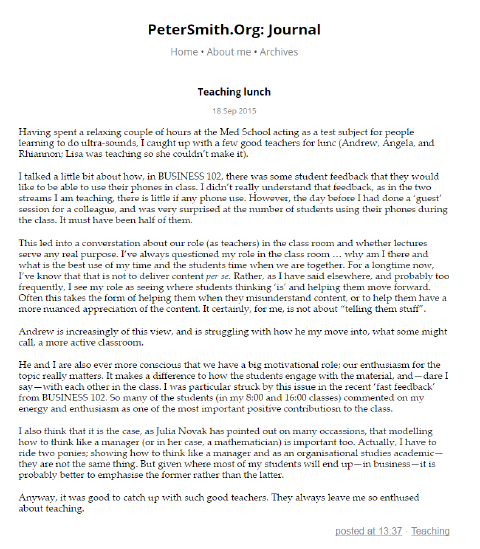 PeterSmith.Org: Journal
Home • About me • Archives
Teaching lunch
18 Sep 2015
Having spent a relaxing couple of hours at the Med School acting as a test subject for people
learning to do ultra-sounds, I caught up with a few good teachers for lunc (Andrew, Angela, and
Rhiannon; Lisa was teaching so she couldn't make it).
I talked a little bit about how, in BUSINESS 102, there was some student feedback that they would
like to be able to use their phones in class. I didn't really understand that feedback, as in the two
streams I am teaching, there is little if any phone use. However, the day before I had done a 'guest'
session for a colleague, and was very surprised at the number of students using their phones during
the class. It must have been half of them.
This led into a converstation about our role (as teachers) in the class room and whether lectures
serve any real purpose. I've always questioned my role in the class room … why am I there and
what is the best use of my time and the students time when we are together. For a longtime now,
I've know that that is not to deliver content per se. Rather, as I have said elsewhere, and probably too
frequently, I see my role as seeing where students thinking 'is' and helping them move forward.
Often this takes the form of helping them when they misunderstand content, or to help them have a
more nuanced appreciation of the content. It certainly, for me, is not about "telling them stuff".
Andrew is increasingly of this view, and is struggling with how he my move into, what some might
call, a more active classroom.
He and I are also ever more conscious that we have a big motivational role; our enthusiasm for the
topic really matters. It makes a difference to how the students engage with the material, and—dare I
say—with each other in the class. I was particular struck by this issue in the recent 'fast feedback'
from BUSINESS 102. So many of the students (in my 8:00 and 16:00 classes) commented on my
energy and enthusiasm as one of the most important positive contributiosn to the class.
I also think that it is the case, as Julia Novak has pointed out on many occassions, that modelling
how to think like a manager (or in her case, a mathematician) is important too. Actually, I have to
ride two ponies; showing how to think like a manager and as an organisational studies academic—
they are not the same thing. But given where most of my students will end up—in business—it is
probably better to emphasise the former rather than the latter.
Anyway, it was good to catch up with such good teachers. They always leave me so enthused
about teaching.
posted at 13:37 · Teaching